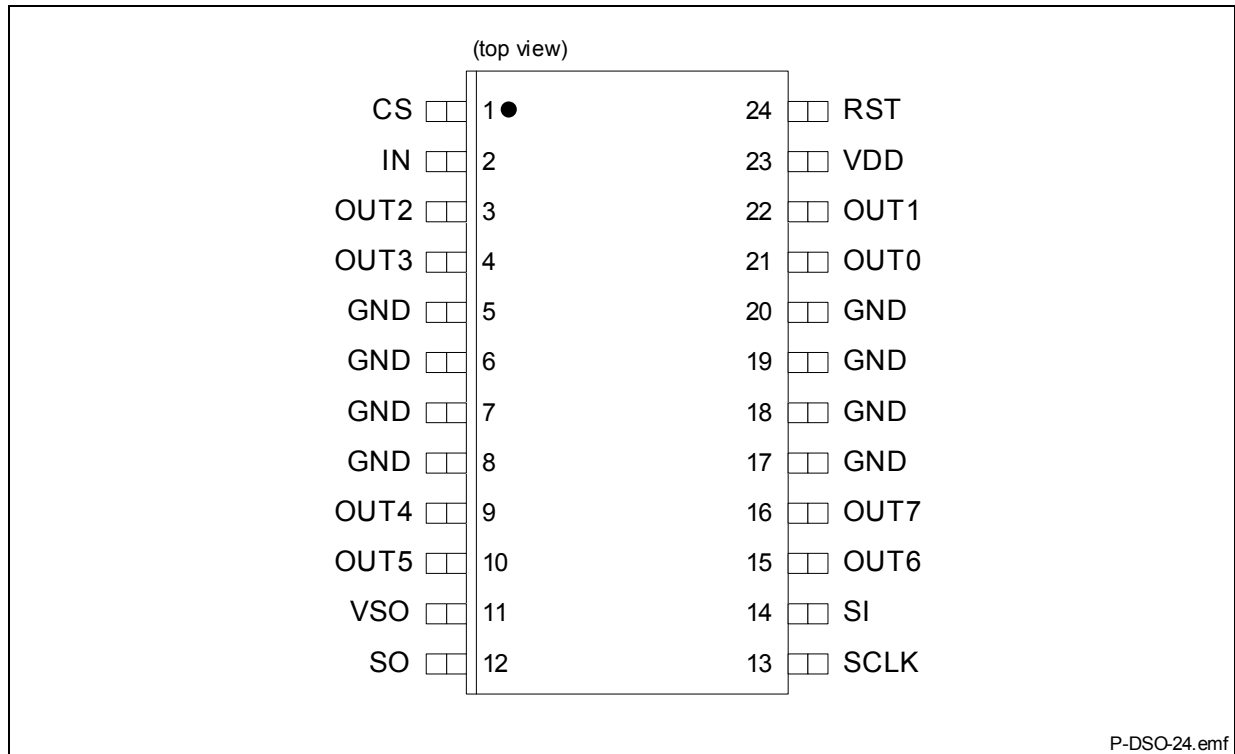 (top view)
CS 1 24 RST
IN 2 23 VDD
OUT2 3 22 OUT1
OUT3 4 21 OUT0
GND 5 20 GND
GND 6 19 GND
GND 7 18 GND
GND 8 17 GND
OUT4 9 16 OUT7
OUT5 10 15 OUT6
VSO 11 14 SI
SO 12 13 SCLK
P-DSO-24.emf